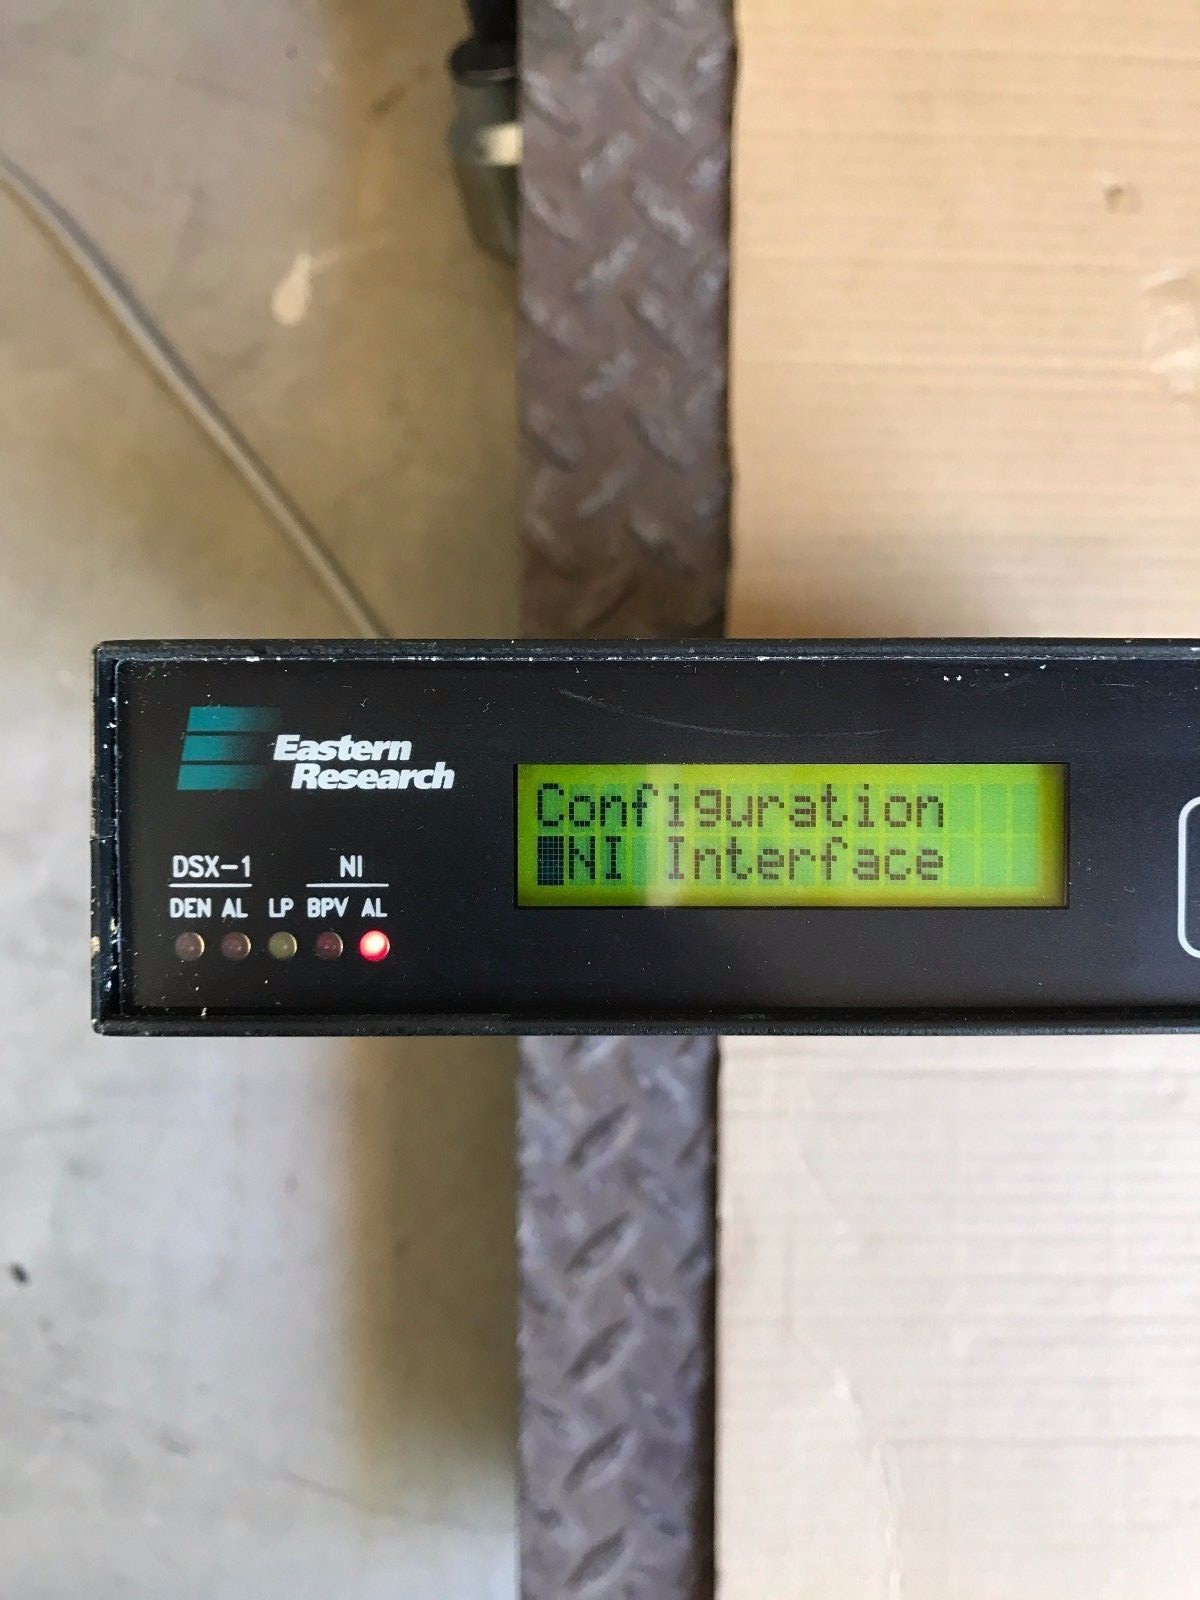 Eastern
Research
Configuration
NI Interface
DSX-1 NI
DEN AL LP BPV AL